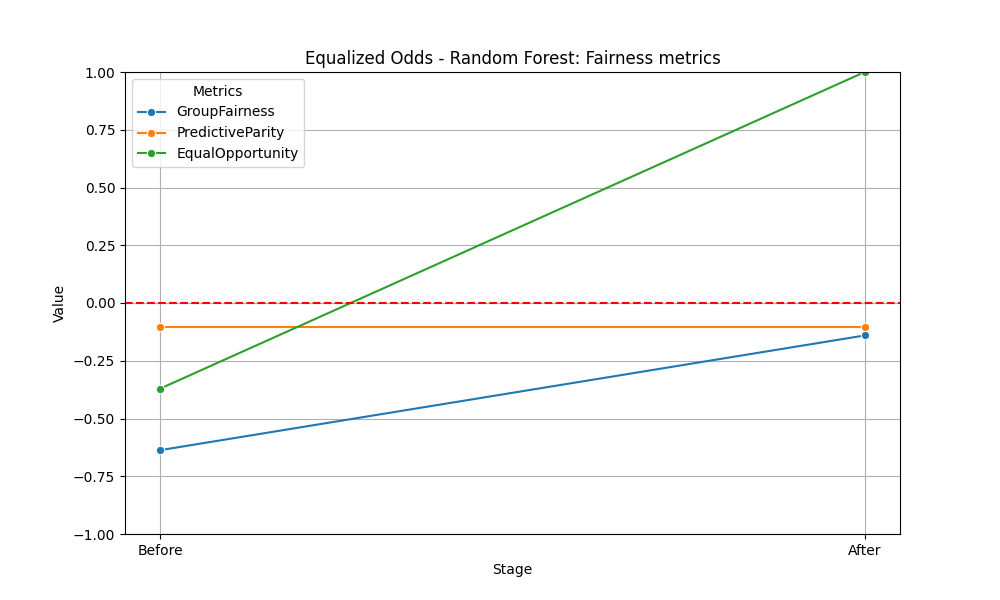 Equalized Odds - Random Forest: Fairness metrics
Metrics
GroupFairness
PredictiveParity
EqualOpportunity
1.00
0.75
0.50
0.25
0.00
−0.25
−0.50
−0.75
−1.00
Value
Before
After
Stage